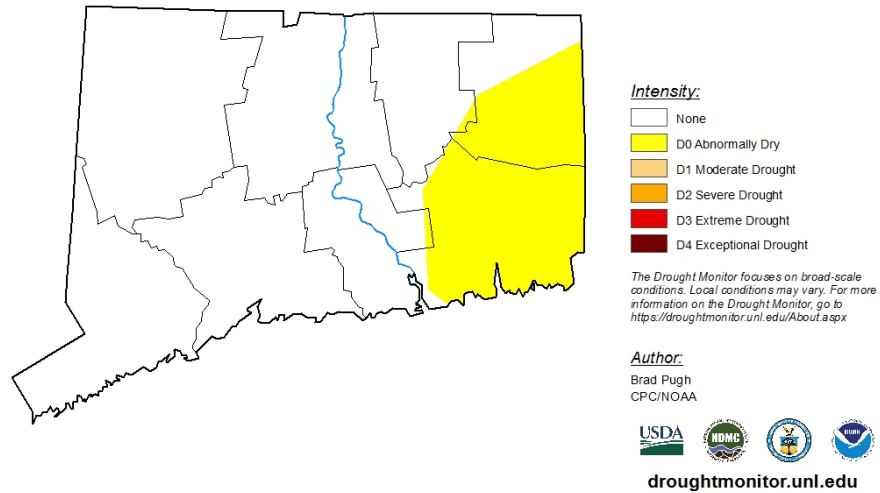 Intensity:
None
D0 Abnormally Dry
D1 Moderate Drought
D2 Severe Drought
D3 Extreme Drought
D4 Exceptional Drought
The Drought Monitor focuses on broad-scale
conditions. Local conditions may vary. For more
information on the Drought Monitor, go to
https://droughtmonitor.unl.edu/About.aspx
Author:
Brad Pugh
CPC/NOAA
USDA
NDMC
NOAA
droughtmonitor.unl.edu